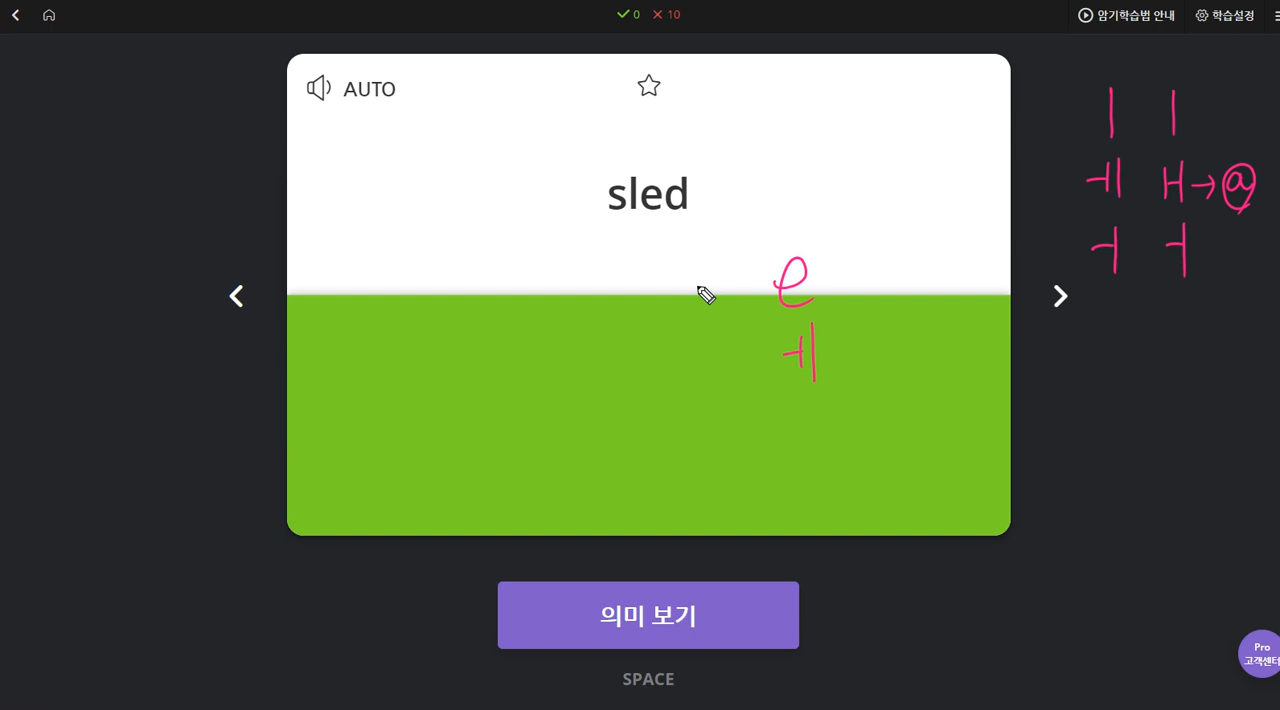 0 10 암기학습법 안내 학습설정
AUTO
sled
e
ㅔ
ㅣ ㅣ
ㅔ ㅐ → a
ㅓ ㅓ
의미 보기
SPACE
Pro
고객센터